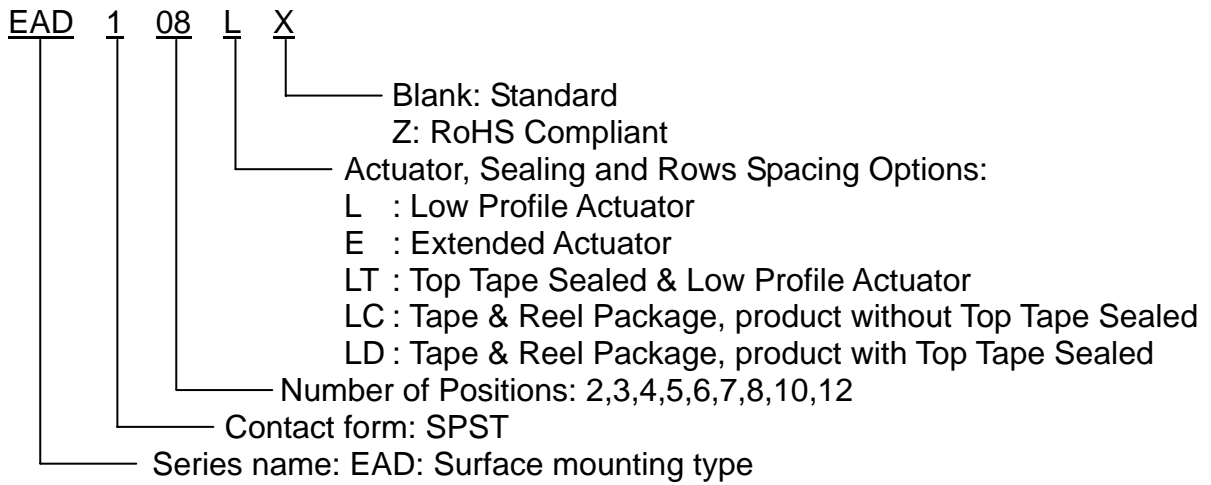 EAD 1 08 L X
Blank: Standard
Z: RoHS Compliant
Actuator, Sealing and Rows Spacing Options:
L : Low Profile Actuator
E : Extended Actuator
LT : Top Tape Sealed & Low Profile Actuator
LC : Tape & Reel Package, product without Top Tape Sealed
LD : Tape & Reel Package, product with Top Tape Sealed
Number of Positions: 2,3,4,5,6,7,8,10,12
Contact form: SPST
Series name: EAD: Surface mounting type